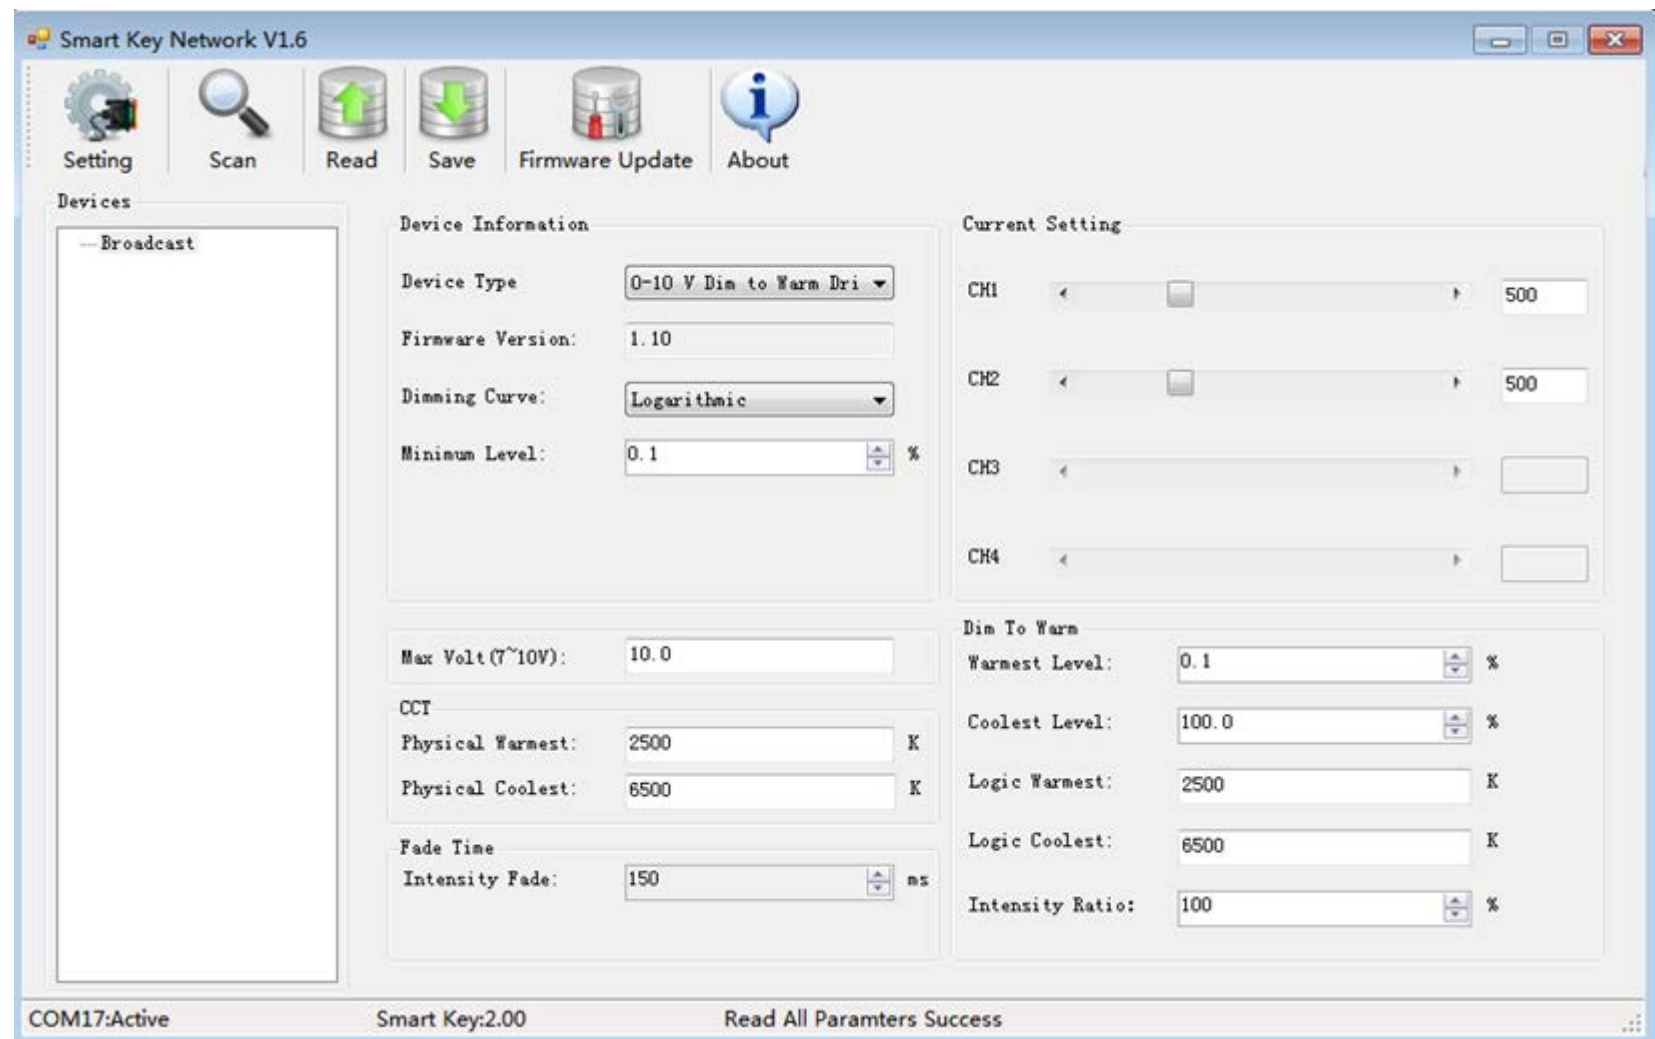 Smart Key Network V1.6
Setting Scan Read Save Firmware Update About
Devices
Broadcast
Device Information
Device Type 0-10 V Dim to Warm Dri
Firmware Version: 1.10
Dimming Curve: Logarithmic
Minimum Level: 0.1 %
Max Volt(7~10V): 10.0
CCT
Physical Warmest: 2500 K
Physical Coolest: 6500 K
Fade Time
Intensity Fade: 150 ms
Current Setting
CH1 500
CH2 500
CH3
CH4
Dim To Warm
Warmest Level: 0.1 %
Coolest Level: 100.0 %
Logic Warmest: 2500 K
Logic Coolest: 6500 K
Intensity Ratio: 100 %
COM17:Active Smart Key:2.00 Read All Paramters Success